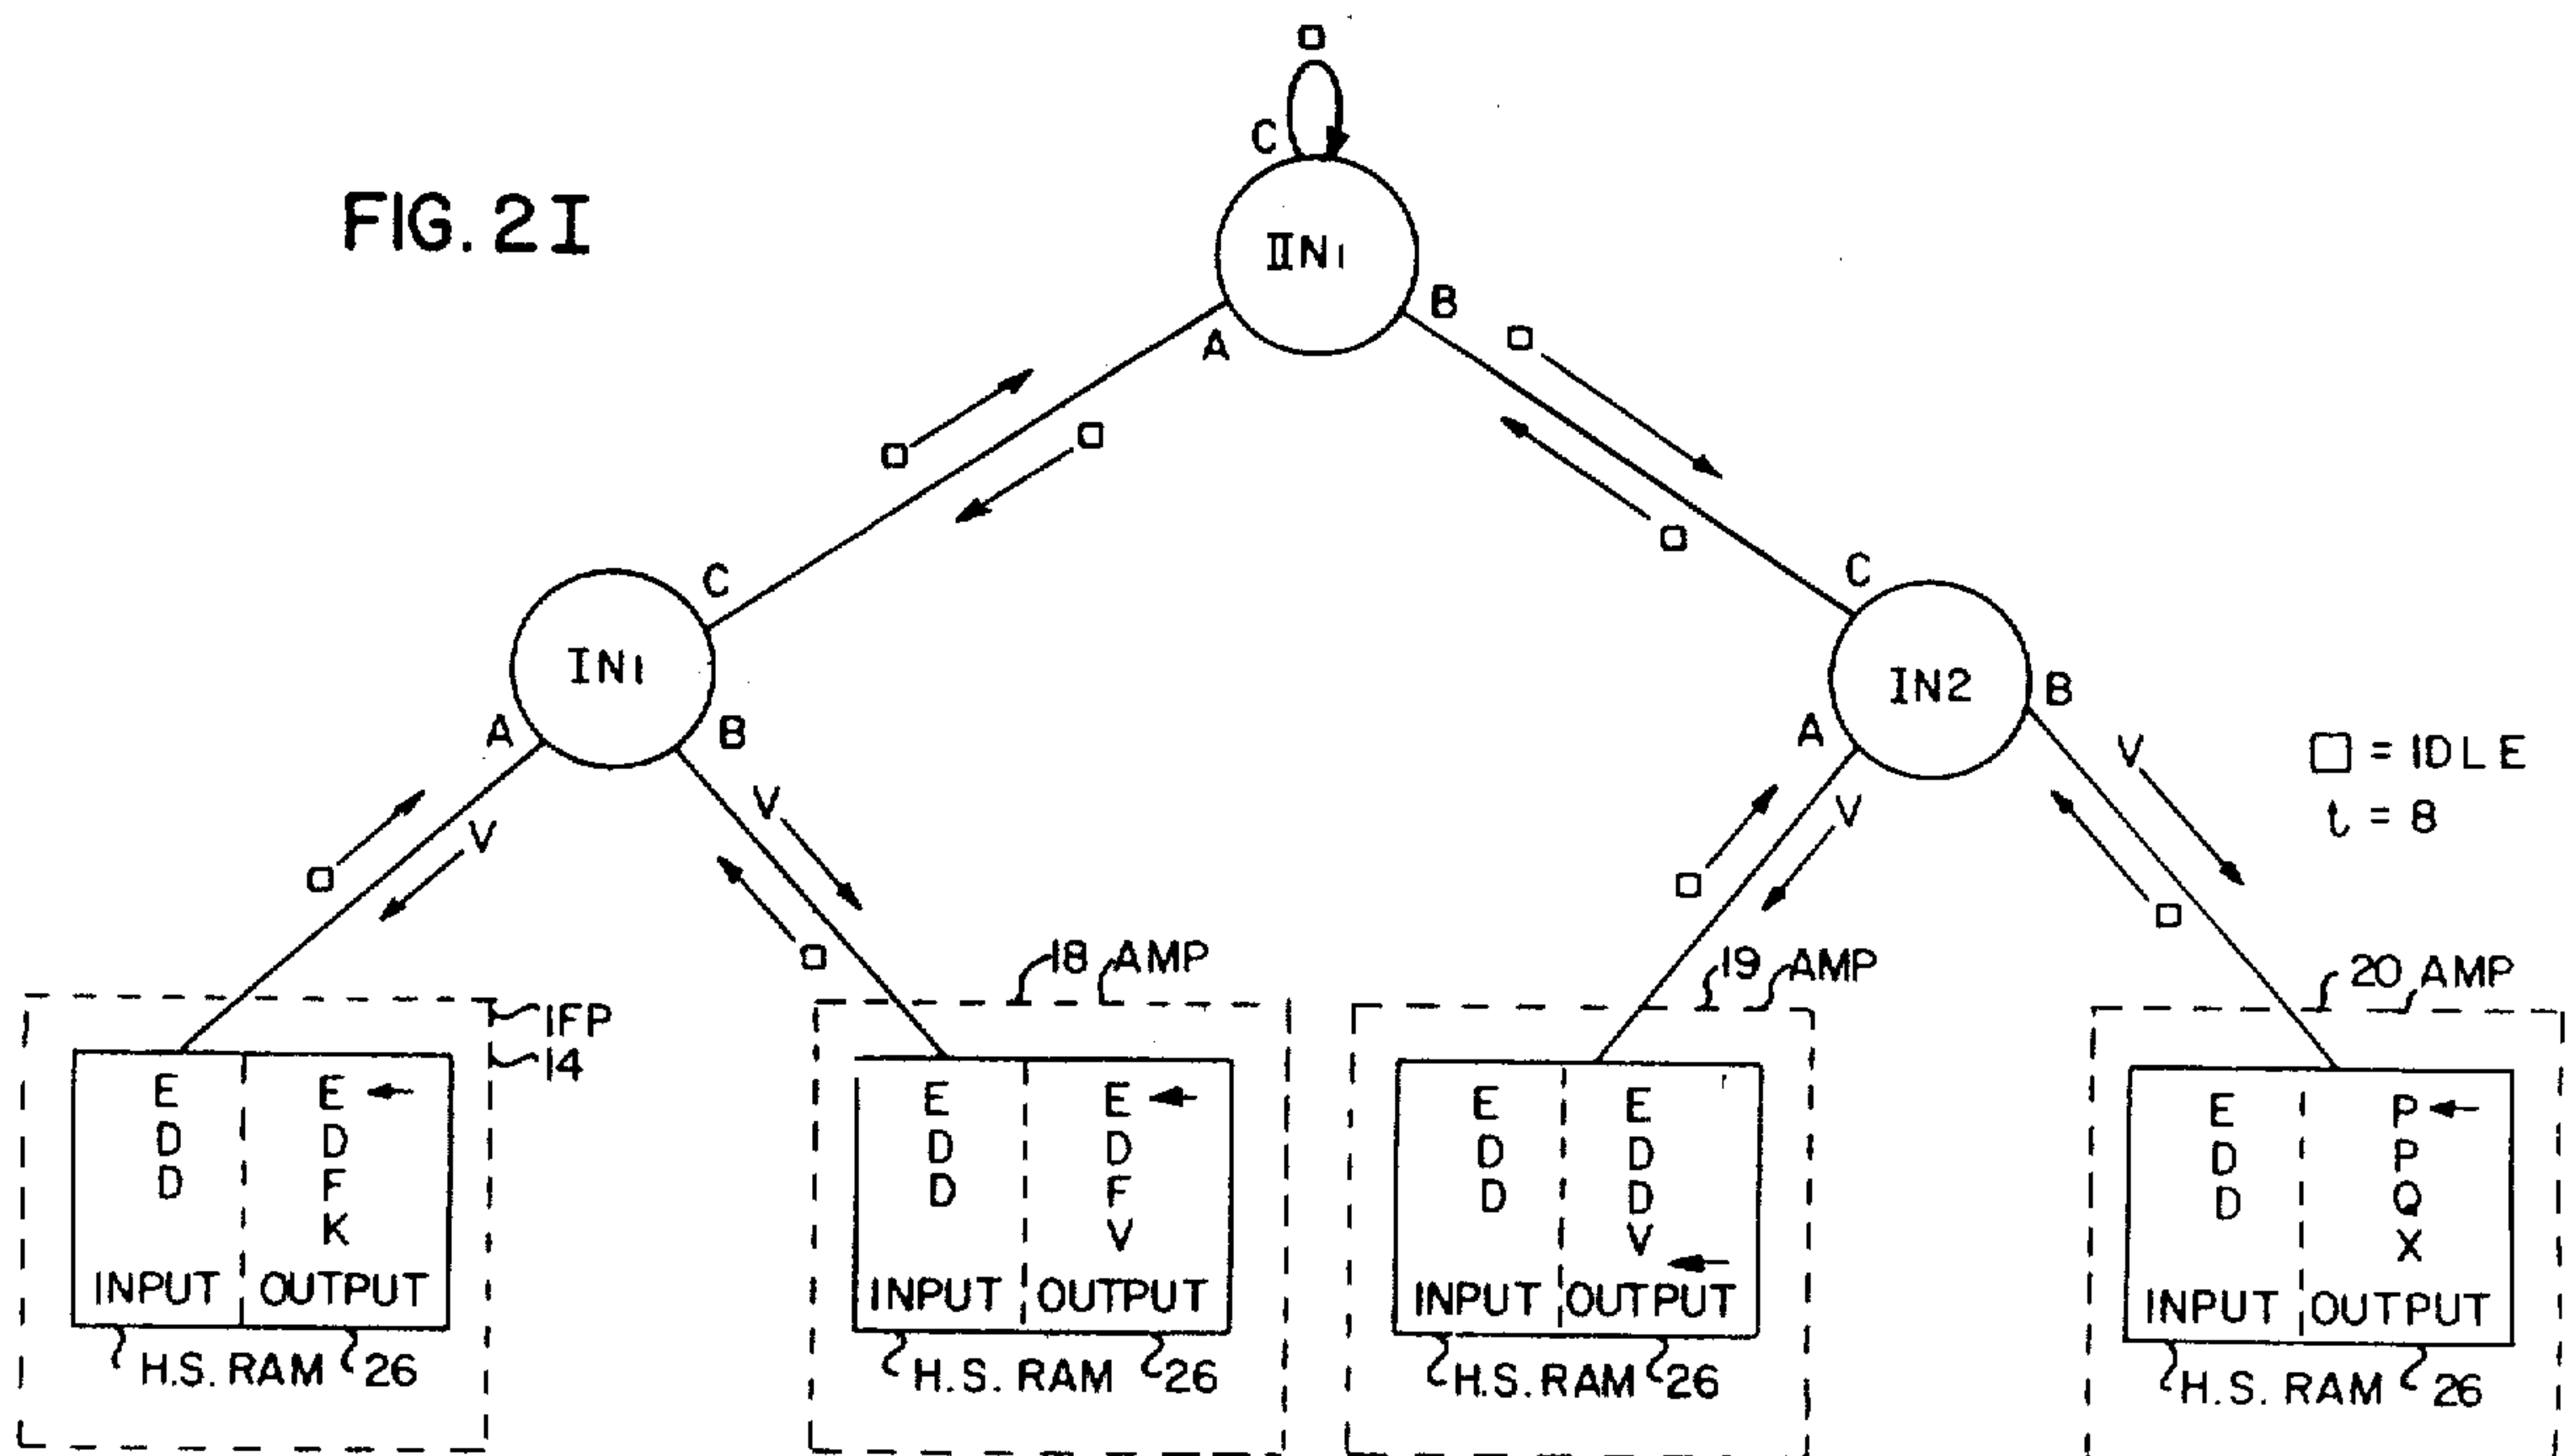 FIG. 2I
C
IIN1
A
B
C
IN1
A
B
C
IN2
A
B
V
V
V
V
□ = IDLE
t = 8
IFP
14
E
D
D
INPUT
E
D
F
K
OUTPUT
H.S. RAM 26
18 AMP
E
D
D
INPUT
E
D
F
V
OUTPUT
H.S. RAM 26
19 AMP
E
D
D
INPUT
E
D
D
V
OUTPUT
H.S. RAM 26
20 AMP
E
D
D
INPUT
P
P
Q
X
OUTPUT
H.S. RAM 26